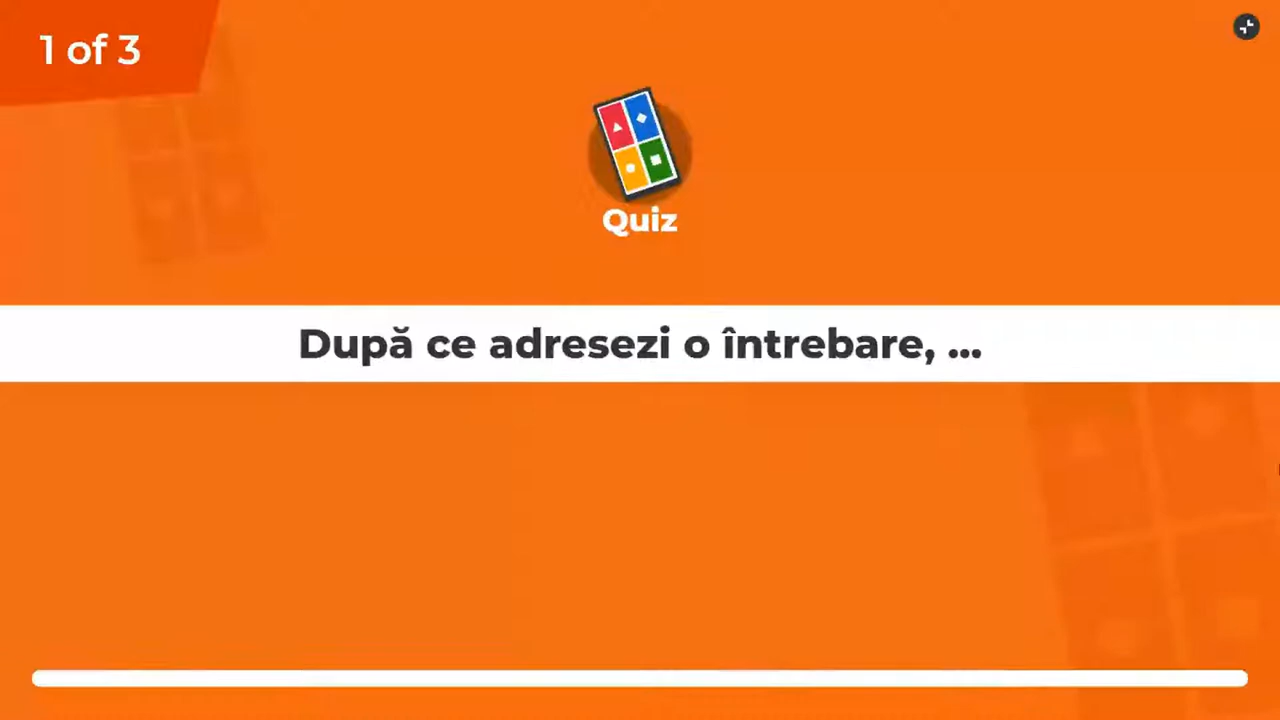 1 of 3
Quiz
După ce adresezi o întrebare, ...